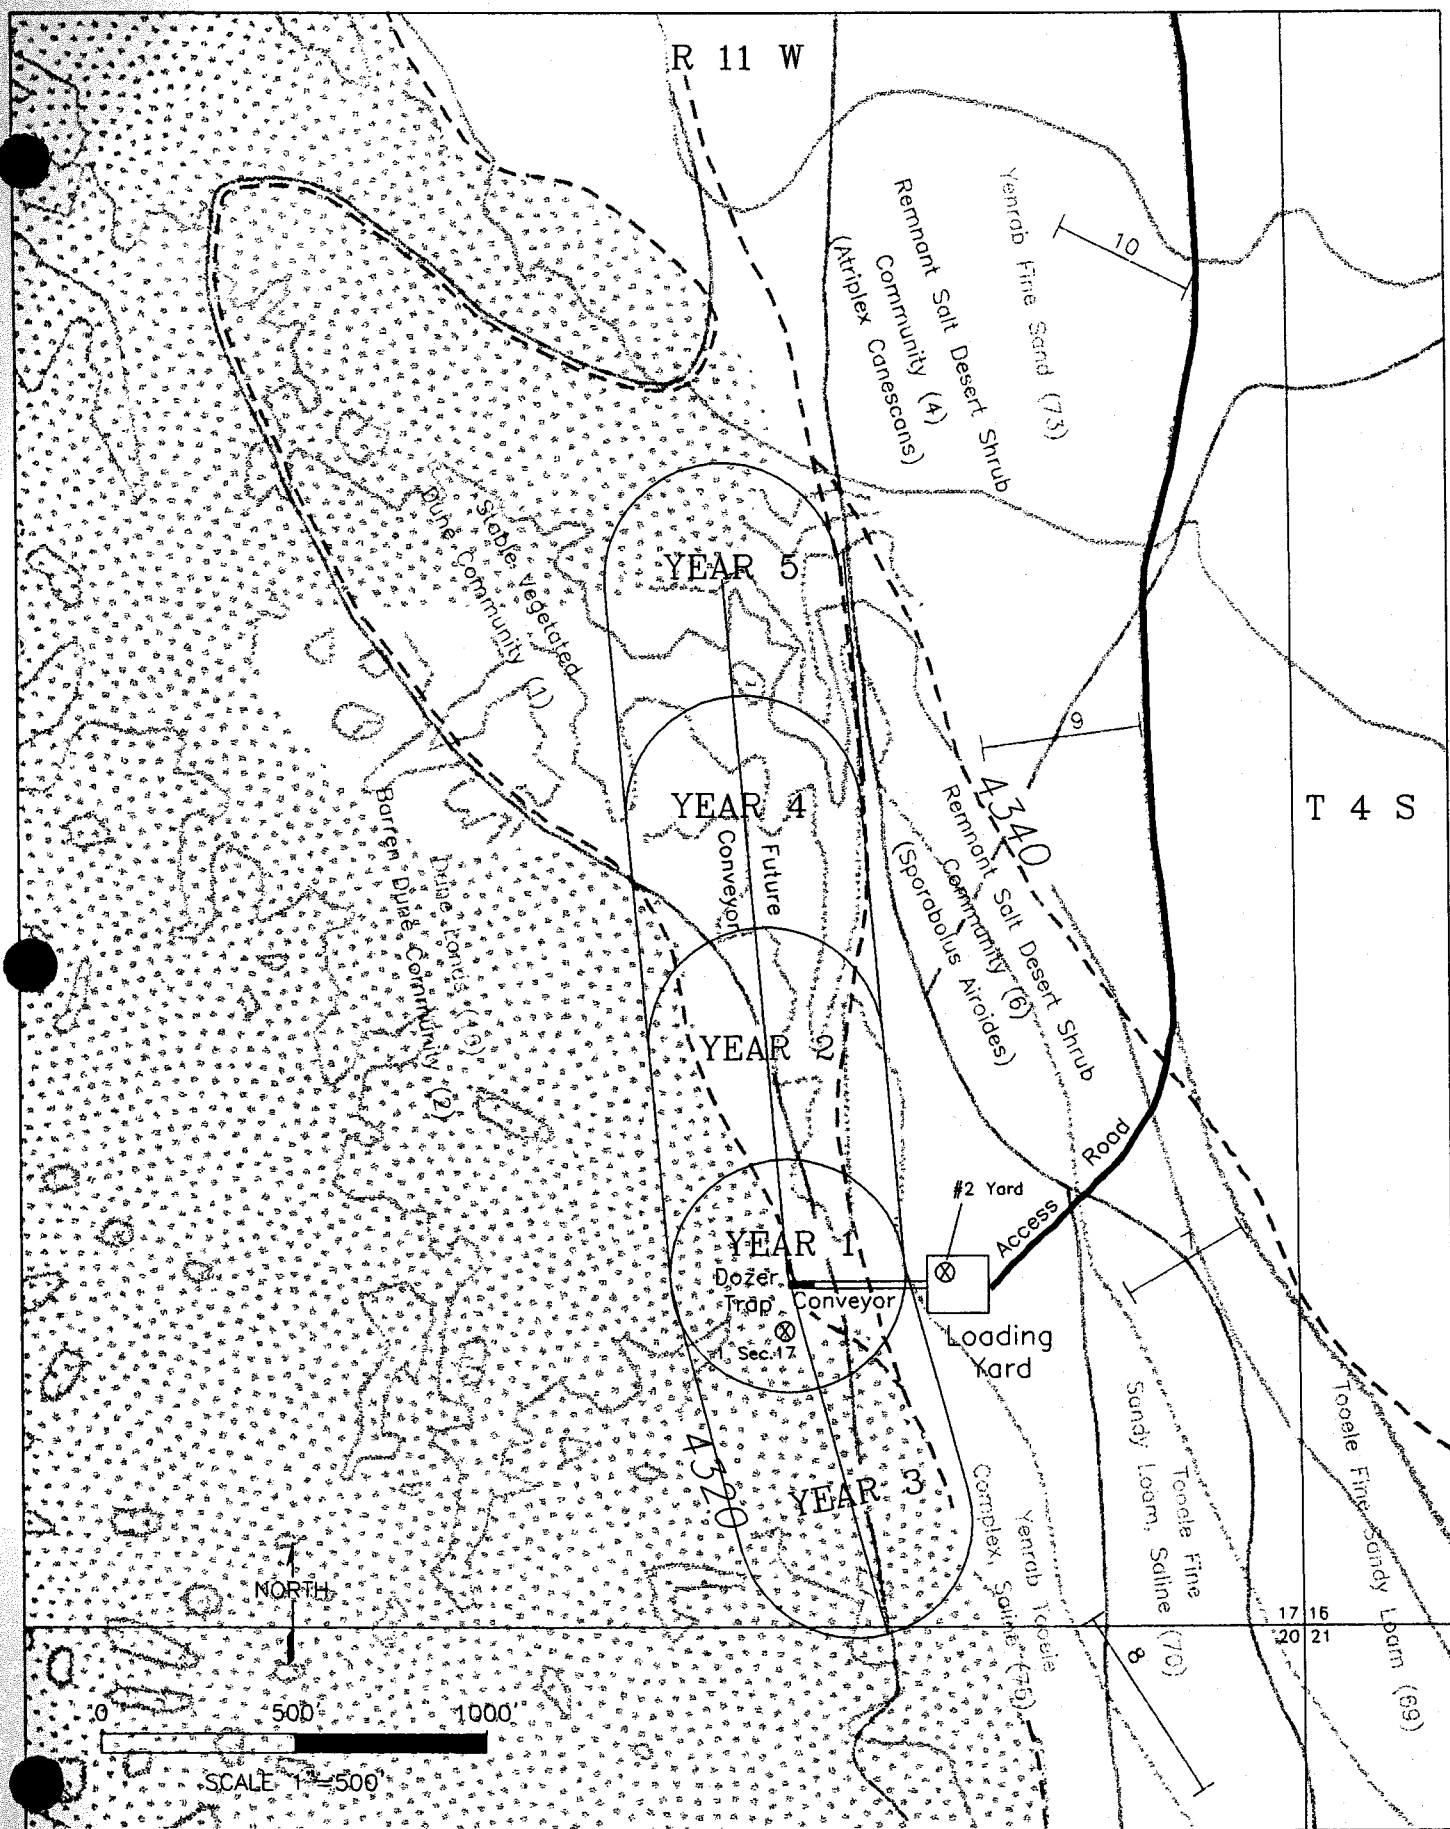 R 11 W
Yenrab Fine Sand (73)
Remnant Salt Desert Shrub
Community (4)
(Atriplex Canescans)
10
Stable Vegetated
Dune Community (1)
YEAR 5
9
4340
YEAR 4
T 4 S
Future
Conveyor
Remnant Salt Desert Shrub
Community (6)
(Sporabolus Airoides)
Barren Dune Community (2)
Dune Lands
YEAR 2
Access Road
#2 Yard
YEAR 1
Dozer
Trap
Conveyor
1, Sec.17
Loading
Yard
7
4320
YEAR 3
Yenrab Tooele
Complex, Saline (75)
Tooele Fine
Sandy Loam, Saline (70)
Tooele Fine Sandy Loam (69)
NORTH
17 16
20 21
8
0 500 1000'
SCALE 1"=500'